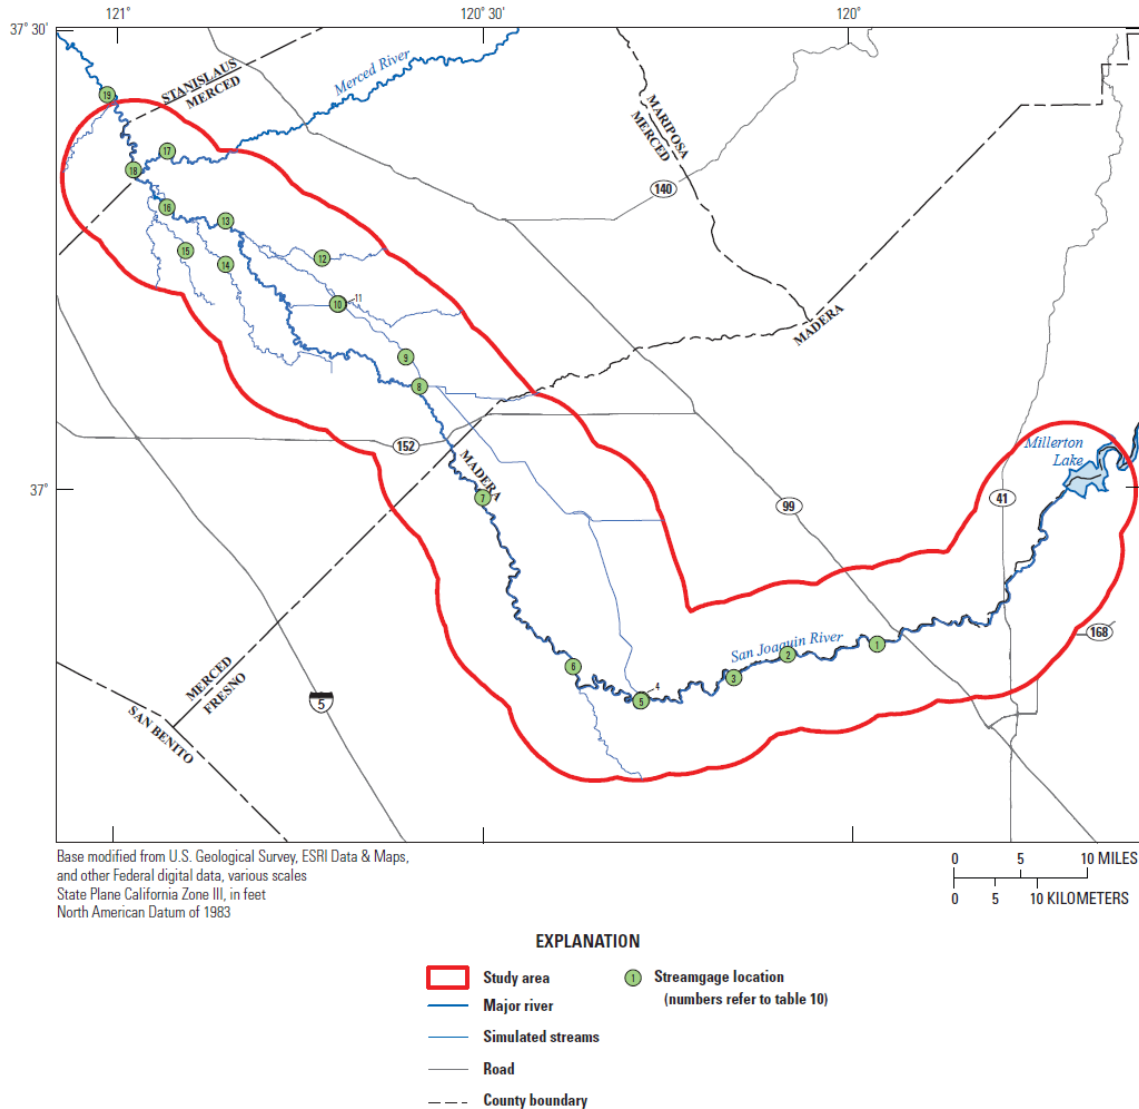 121°
120° 30'
120°
37° 30'
STANISLAUS
MERCED
Merced River
MARIPOSA
MERCED
140
19
17
18
16
13
15
14
12
10
11
9
8
MADERA
152
MADERA
Millerton
Lake
37°
7
99
41
San Joaquin River
168
1
2
3
4
5
6
MERCED
FRESNO
5
SAN BENITO
Base modified from U.S. Geological Survey, ESRI Data & Maps,
and other Federal digital data, various scales
State Plane California Zone III, in feet
North American Datum of 1983
0 5 10 MILES
0 5 10 KILOMETERS
EXPLANATION
Study area
Major river
Simulated streams
Road
County boundary
1 Streamgage location
(numbers refer to table 10)